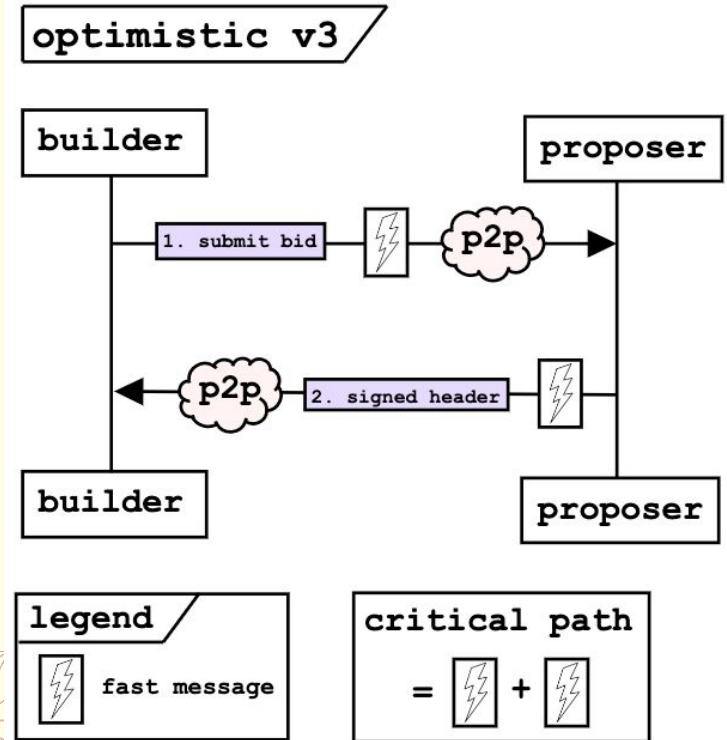 optimistic v3
builder
proposer
1. submit bid
p2p
p2p
2. signed header
builder
proposer
legend
fast message
critical path
= +